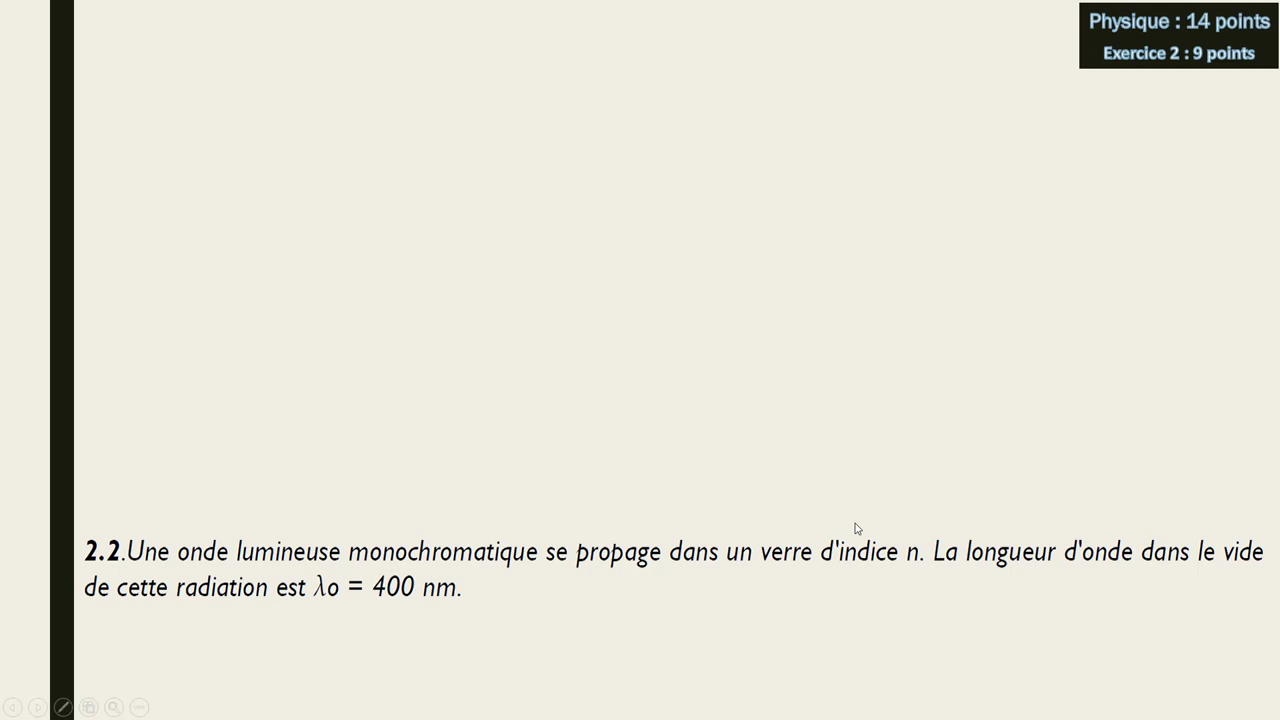 Physique : 14 points
Exercice 2 : 9 points
2.2.Une onde lumineuse monochromatique se propage dans un verre d'indice n. La longueur d'onde dans le vide
de cette radiation est λo = 400 nm.